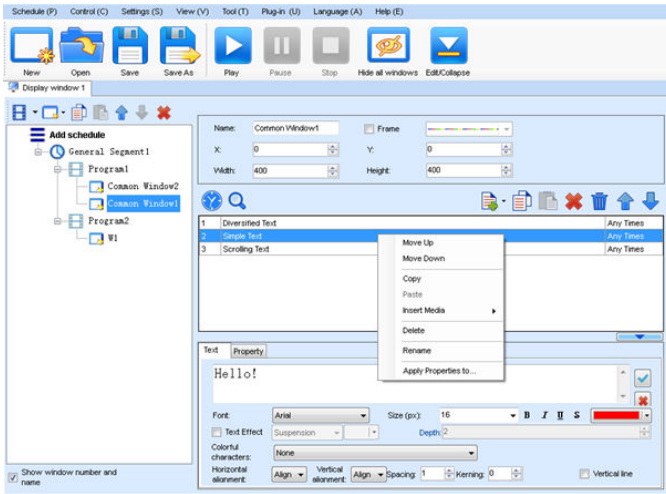 Schedule (P) Control (C) Settings (S) View (V) Tool (T) Plug-in (U) Language (A) Help (E)
New Open Save Save As Play Pause Stop Hide all windows Edit/Collapse
Display window 1
Add schedule
General Segment1
Program1
Common Window2
Common Window1
Program2
W1
Show window number and
name
Name: Common Window1 Frame
X: 0 Y: 0
Width: 400 Height: 400
1 Diversified Text Any Times
2 Simple Text Any Times
3 Scrolling Text Any Times
Move Up
Move Down
Copy
Paste
Insert Media
Delete
Rename
Apply Properties to...
Text Property
Hello!
Font: Arial Size (px): 16 B I U S
Text Effect Suspension Depth: 2
Colorful
characters: None
Horizontal
alignment: Align Vertical
alignment: Align Spacing: 1 Kerning: 0 Vertical line